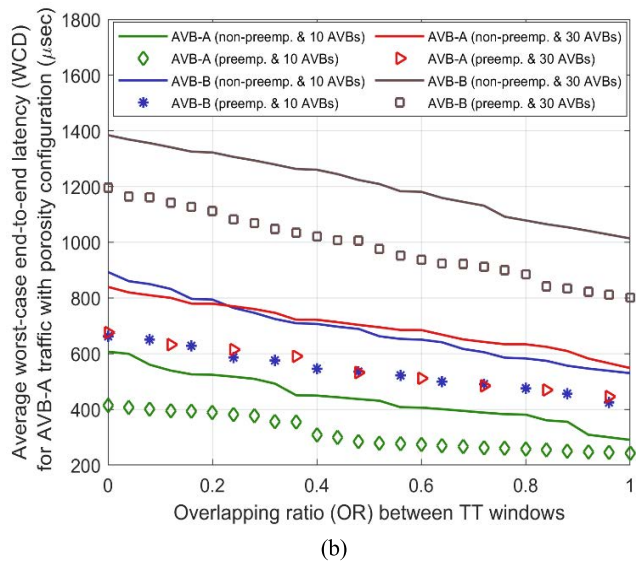 Average worst-case end-to-end latency (WCD)
for AVB-A traffic with porosity configuration (μsec)
1800
1600
1400
1200
1000
800
600
400
200
AVB-A (non-preemp. & 10 AVBs)
AVB-A (preemp. & 10 AVBs)
AVB-B (non-preemp. & 10 AVBs)
AVB-B (preemp. & 10 AVBs)
AVB-A (non-preemp. & 30 AVBs)
AVB-A (preemp. & 30 AVBs)
AVB-B (non-preemp. & 30 AVBs)
AVB-B (preemp. & 30 AVBs)
0 0.2 0.4 0.6 0.8 1
Overlapping ratio (OR) between TT windows
(b)